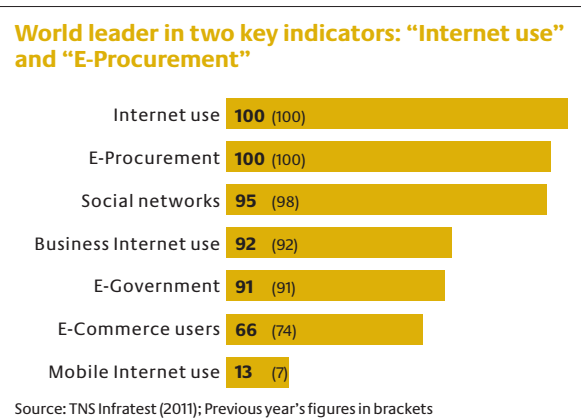 World leader in two key indicators: “Internet use”
and “E-Procurement”
Internet use 100 (100)
E-Procurement 100 (100)
Social networks 95 (98)
Business Internet use 92 (92)
E-Government 91 (91)
E-Commerce users 66 (74)
Mobile Internet use 13 (7)
Source: TNS Infratest (2011); Previous year’s figures in brackets